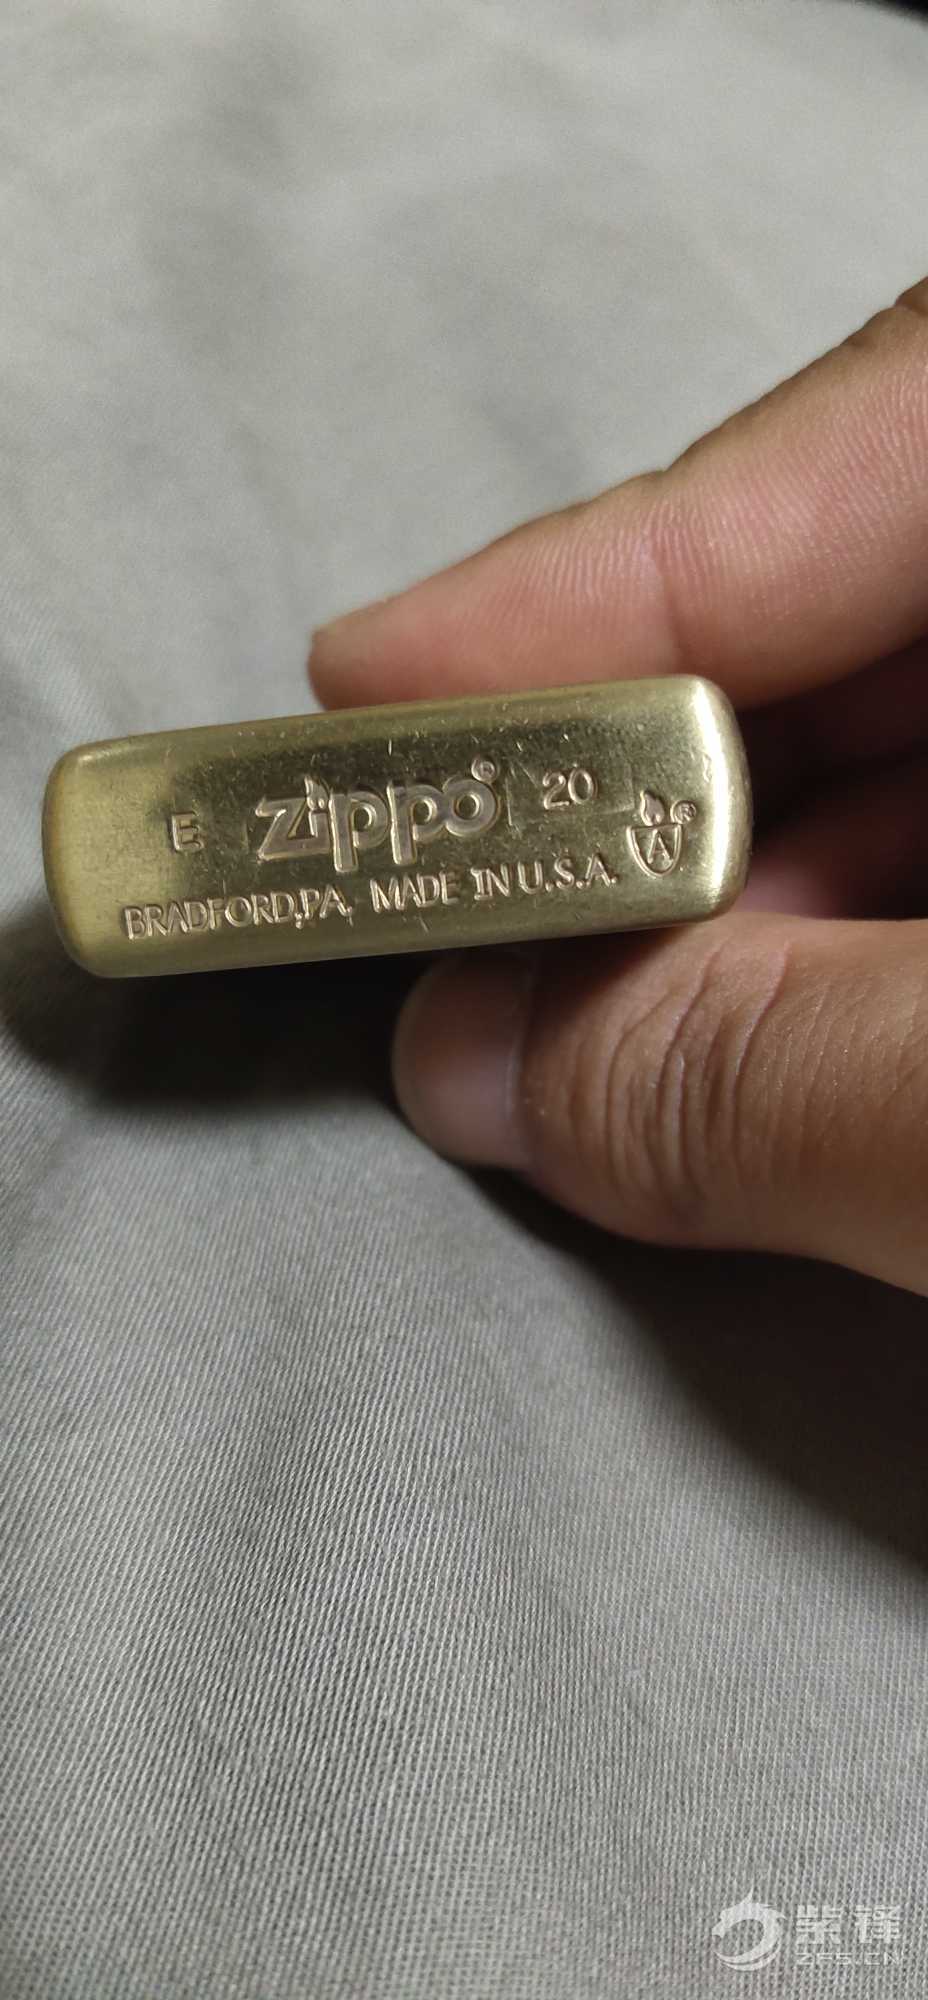 E zippo® 20
BRADFORD,PA. MADE IN U.S.A. A®
紫锋
ZFS.CN